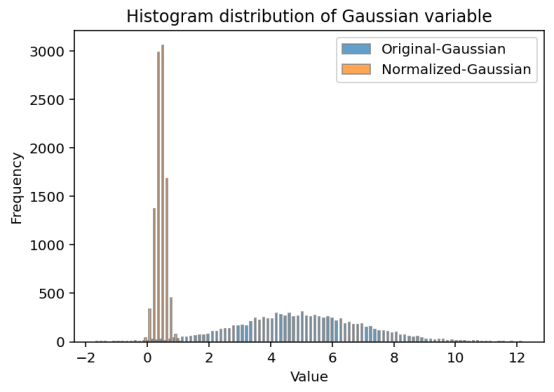 Histogram distribution of Gaussian variable
Original-Gaussian
Normalized-Gaussian
Frequency
3000
2500
2000
1500
1000
500
0
−2 0 2 4 6 8 10 12
Value